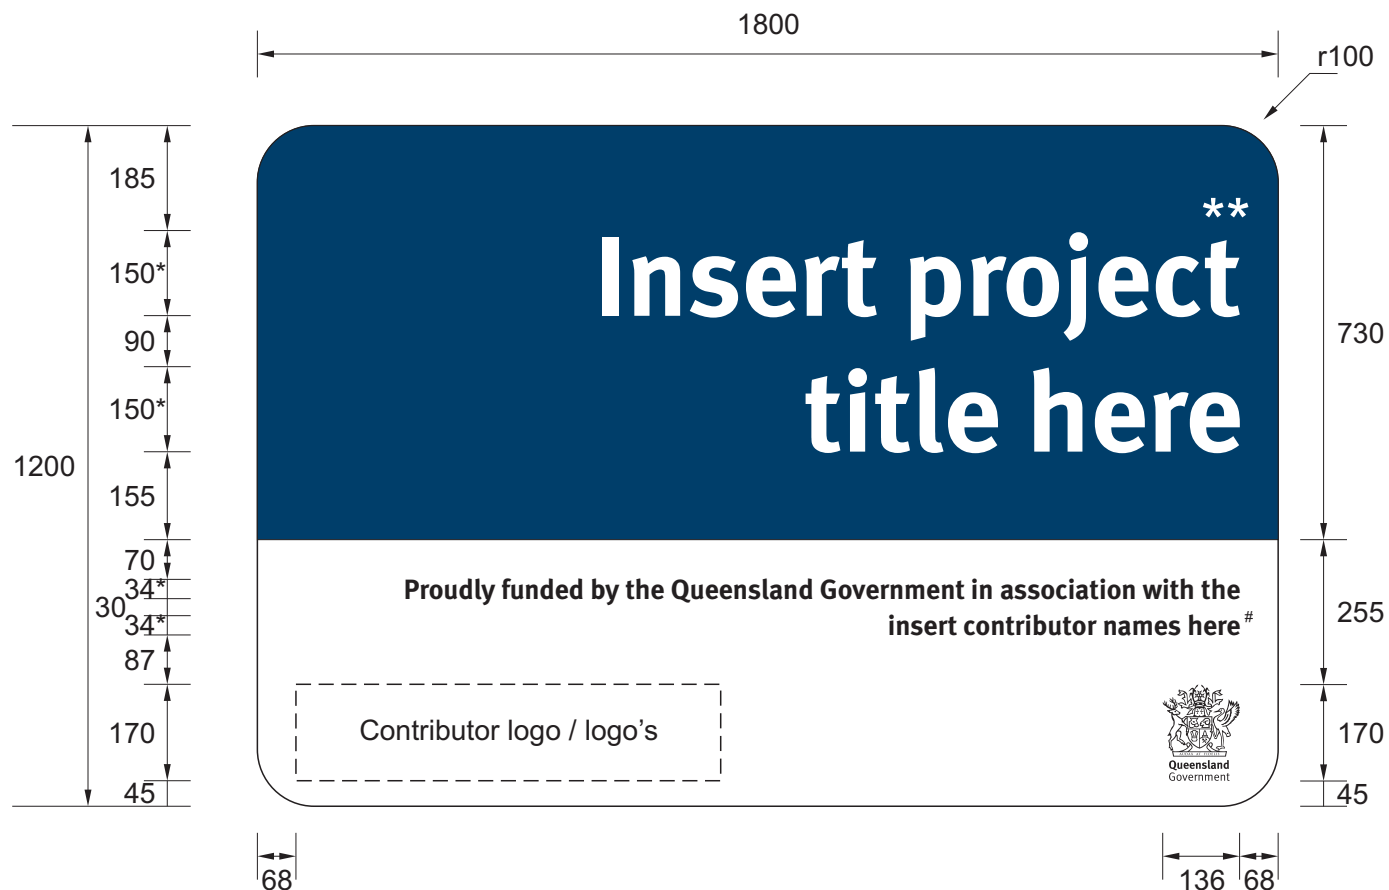 1800
r100
185
150*
90
150*
1200
155
70
34*
30
34*
87
170
45
**
Insert project
title here
730
Proudly funded by the Queensland Government in association with the
insert contributor names here#
255
Contributor logo / logo's
Queensland
Government
170
45
68
136
68